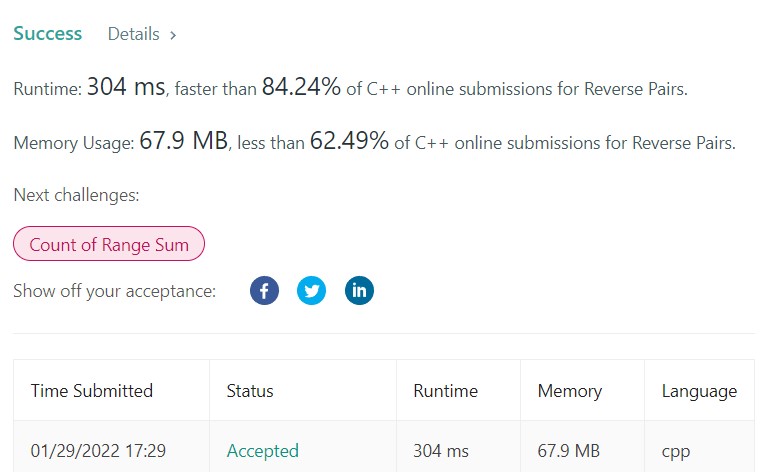 Success Details >
Runtime: 304 ms, faster than 84.24% of C++ online submissions for Reverse Pairs.
Memory Usage: 67.9 MB, less than 62.49% of C++ online submissions for Reverse Pairs.
Next challenges:
Count of Range Sum
Show off your acceptance: f in
Time Submitted Status Runtime Memory Language
01/29/2022 17:29 Accepted 304 ms 67.9 MB cpp